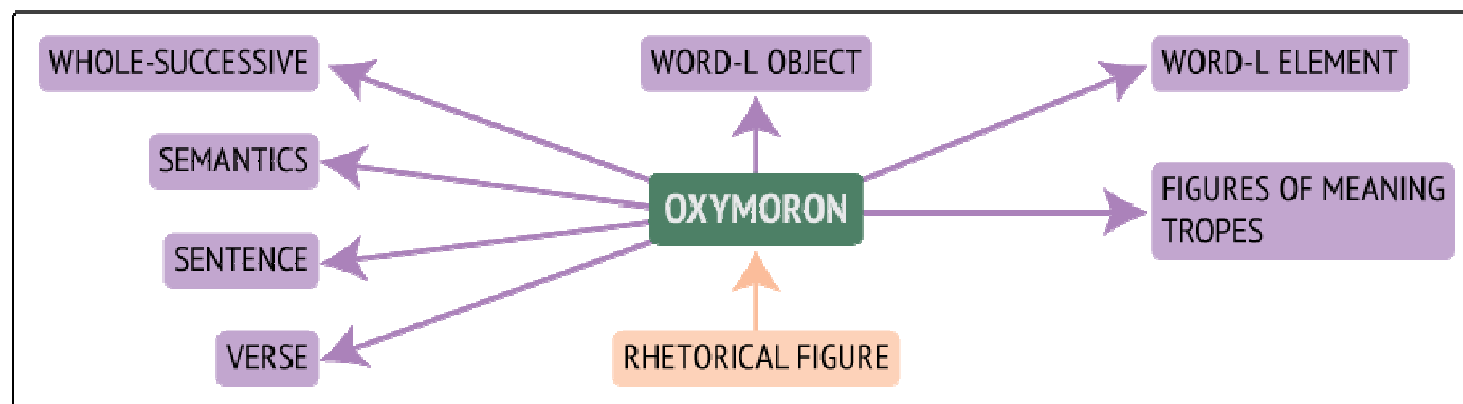 WHOLE-SUCCESSIVE
WORD-L OBJECT
WORD-L ELEMENT
SEMANTICS
OXYMORON
FIGURES OF MEANING
TROPES
SENTENCE
VERSE
RHETORICAL FIGURE